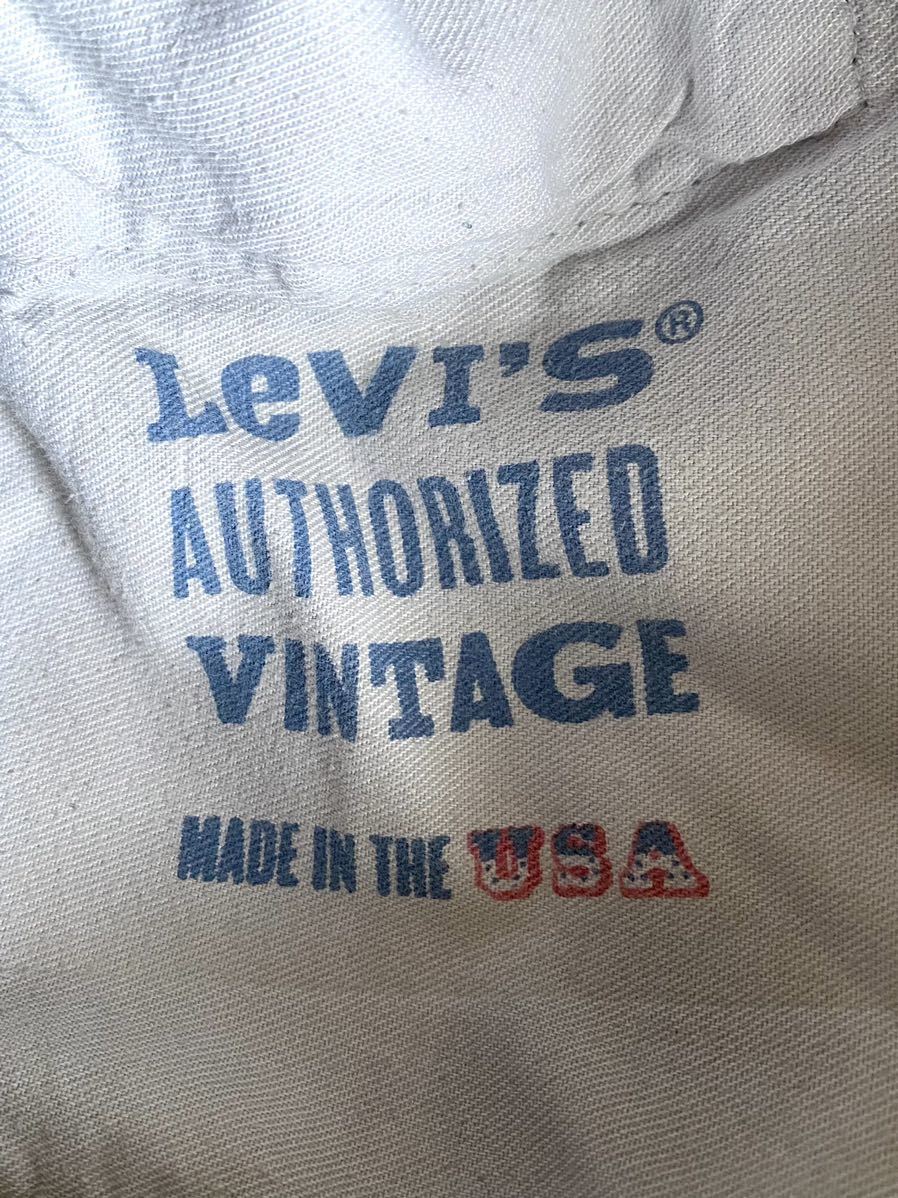 LeVI'S®
AUTHORIZED
VINTAGE
MADE IN THE USA